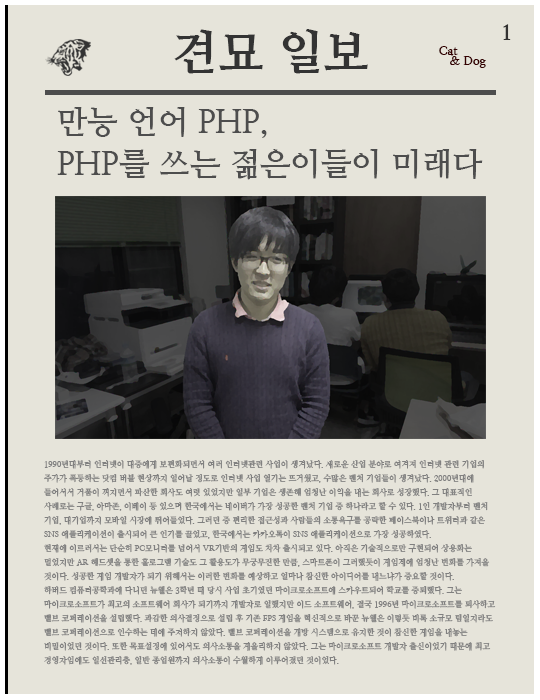 견묘 일보
Cat
& Dog
1
만능 언어 PHP,
PHP를 쓰는 젊은이들이 미래다
1990년대부터 인터넷이 대중에게 보편화되면서 여러 인터넷관련 사업이 생겨났다. 새로운 산업 분야로 여겨져 인터넷 관련 기업의
주가가 폭등하는 닷컴 버블 현상까지 일어날 정도로 인터넷 사업 열기는 뜨거웠고, 수많은 벤처 기업들이 생겨났다. 2000년대에
들어서서 거품이 꺼지면서 파산한 회사도 여럿 있었지만 일부 기업은 생존해 엄청난 이익을 내는 회사로 성장했다. 그 대표적인
사례로는 구글, 아마존, 이베이 등 있으며 한국에서는 네이버가 가장 성공한 벤처 기업 중 하나라고 할 수 있다. 1인 개발자부터 벤처
기업, 대기업까지 모바일 시장에 뛰어들었다. 그러던 중 편리한 접근성과 사람들의 소통욕구를 공략한 페이스북이나 트위터와 같은
SNS 애플리케이션이 출시되어 큰 인기를 끌었고, 한국에서는 카카오톡이 SNS 애플리케이션으로 가장 성공하였다.
현재에 이르러서는 단순히 PC모니터를 넘어서 VR기반의 게임도 차차 출시되고 있다. 아직은 기술적으로만 구현되어 상용화는
멀었지만 AR 헤드셋을 통한 홀로그램 기술도 그 활용도가 무궁무진한 만큼, 스마트폰이 그러했듯이 게임계에 엄청난 변화를 가져올
것이다. 성공한 게임 개발자가 되기 위해서는 이러한 변화를 예상하고 얼마나 참신한 아이디어를 내느냐가 중요할 것이다.
하버드 컴퓨터공학과에 다니던 뉴웰은 3학년 때 당시 사업 초기였던 마이크로소프트에 스카우트되어 학교를 중퇴했다. 그는
마이크로소프트가 최고의 소프트웨어 회사가 되기까지 개발자로 일했지만 이드 소프트웨어, 결국 1996년 마이크로소프트를 퇴사하고
밸브 코퍼레이션을 설립했다. 과감한 의사결정으로 설립 후 기존 FPS 게임을 혁신적으로 바꾼 뉴웰은 이렇듯 비록 소규모 팀일지라도
밸브 코퍼레이션으로 인수하는 데에 주저하지 않았다. 밸브 코퍼레이션을 개방 시스템으로 유지한 것이 참신한 게임을 내놓는
비밀이었던 것이다. 또한 목표설정에 있어서도 의사소통을 게을리하지 않았다. 그는 마이크로소프트 개발자 출신이었기 때문에 최고
경영자임에도 일선관리층, 일반 종업원까지 의사소통이 수월하게 이루어졌던 것이었다.